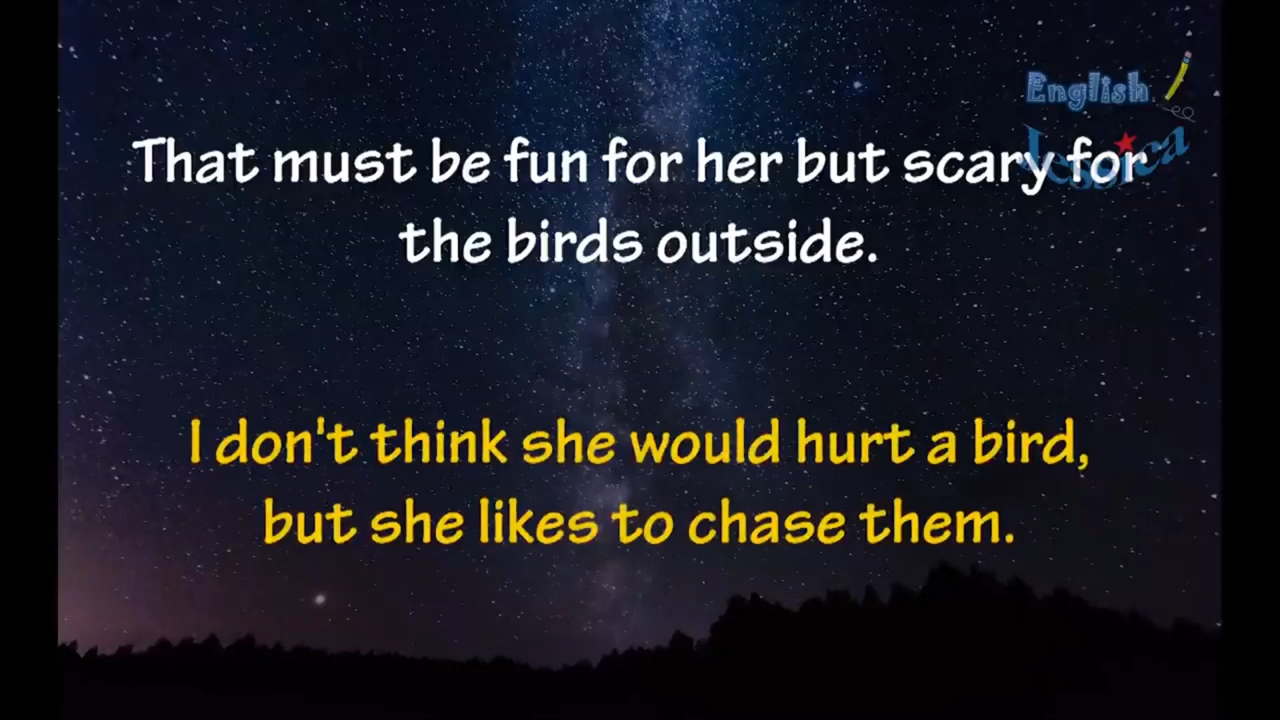 English
Jessica
That must be fun for her but scary for
the birds outside.
I don't think she would hurt a bird,
but she likes to chase them.